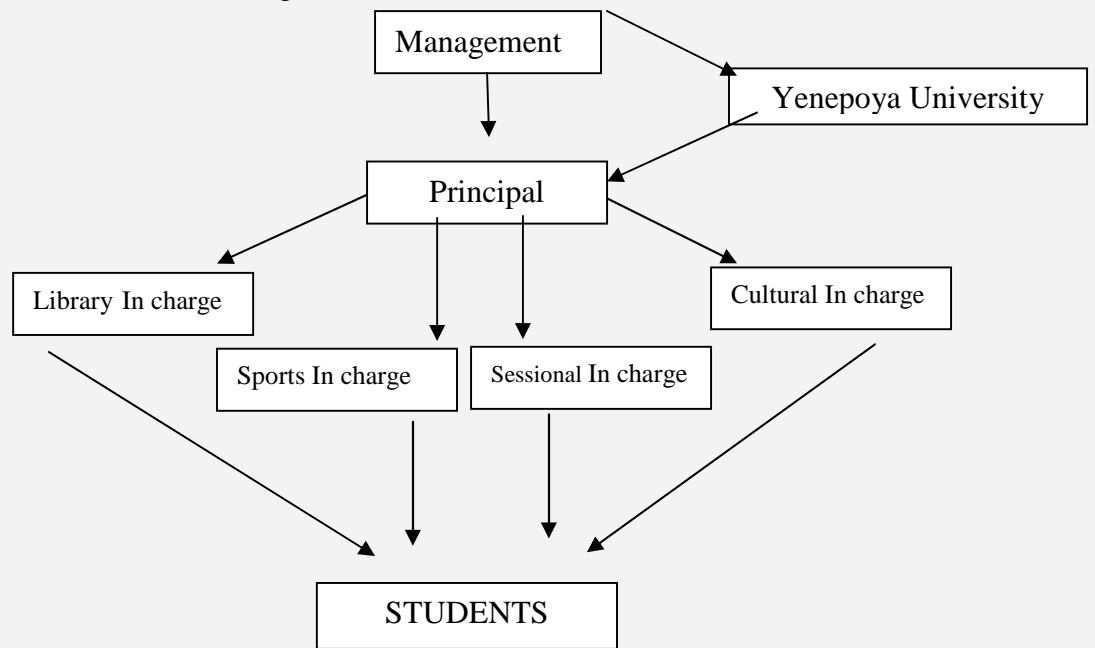 Management
Yenepoya University
Principal
Library In charge
Cultural In charge
Sports In charge
Sessional In charge
STUDENTS